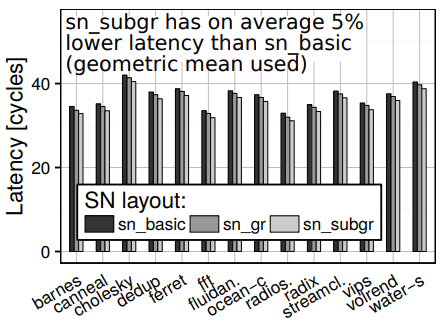 sn_subgr has on average 5%
lower latency than sn_basic
(geometric mean used)
Latency [cycles]
40
20
0
SN layout:
sn_basic sn_gr sn_subgr
barnes
canneal
cholesky
dedup
ferret
fft
fluidan.
ocean-c
radios.
radix
streamcl.
vips
volrend
water-s